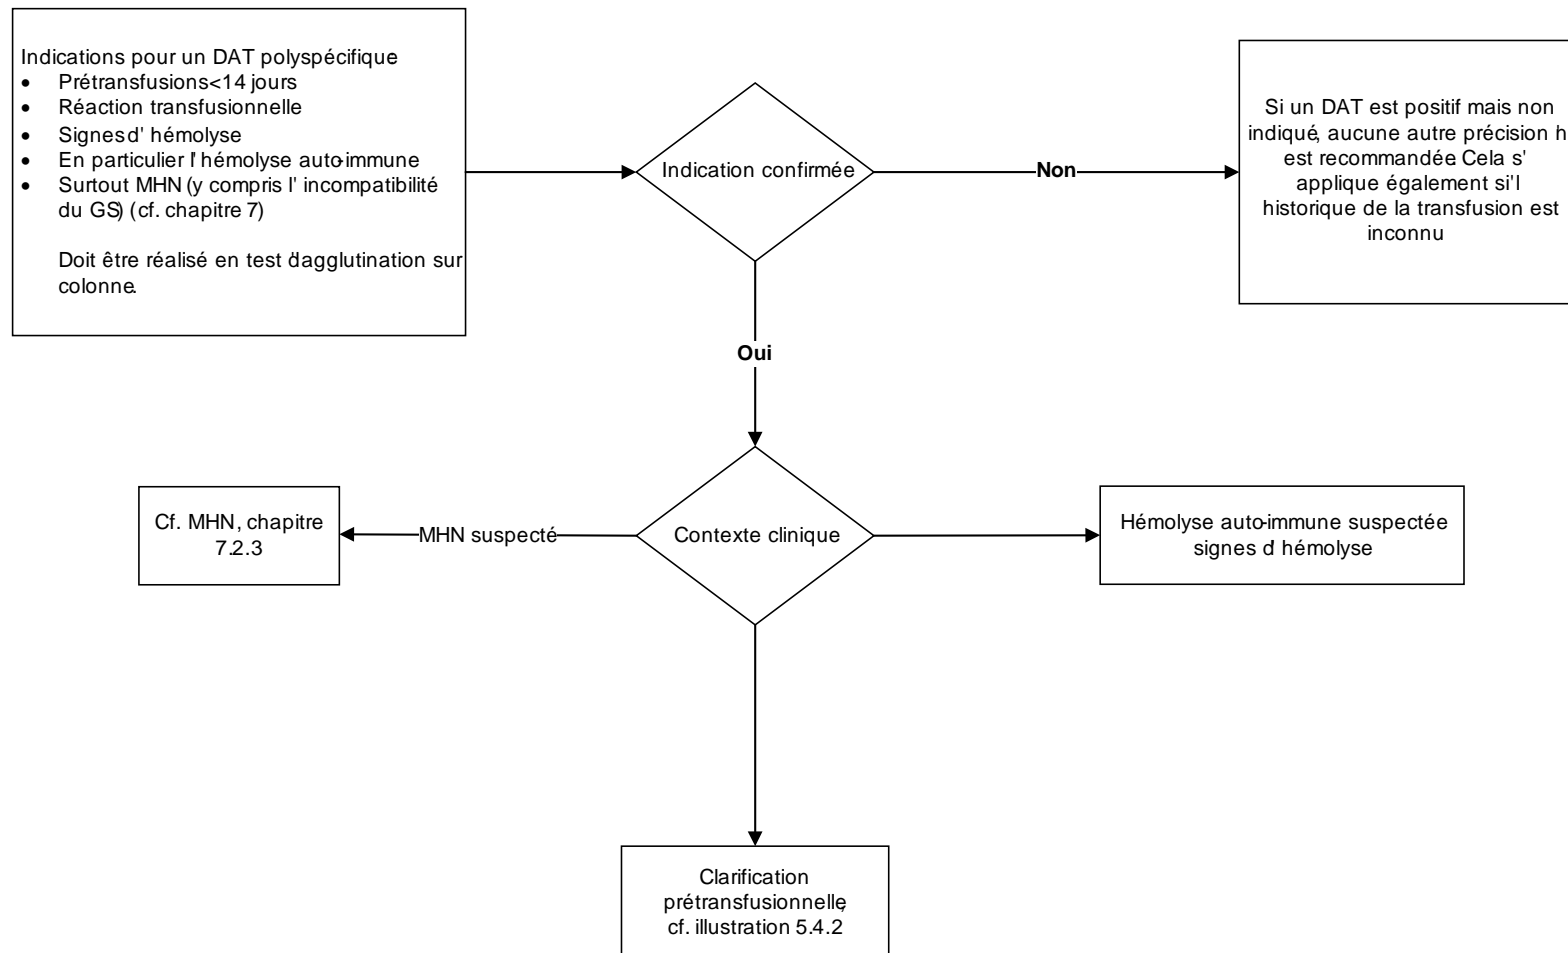 Indications pour un DAT polyspécifique
• Prétransfusions<14 jours
• Réaction transfusionnelle
• Signes d' hémolyse
• En particulier l' hémolyse auto-immune
• Surtout MHN (y compris l' incompatibilité
du GS) (cf. chapitre 7)
Doit être réalisé en test d'agglutination sur
colonne.
Indication confirmée
Non
Si un DAT est positif mais non
indiqué, aucune autre précision n'
est recommandée. Cela s'
applique également si l'
historique de la transfusion est
inconnu
Oui
Cf. MHN, chapitre
7.2.3
MHN suspecté
Contexte clinique
Hémolyse auto-immune suspectée
signes d' hémolyse
Clarification
prétransfusionnelle,
cf. illustration 5.4.2